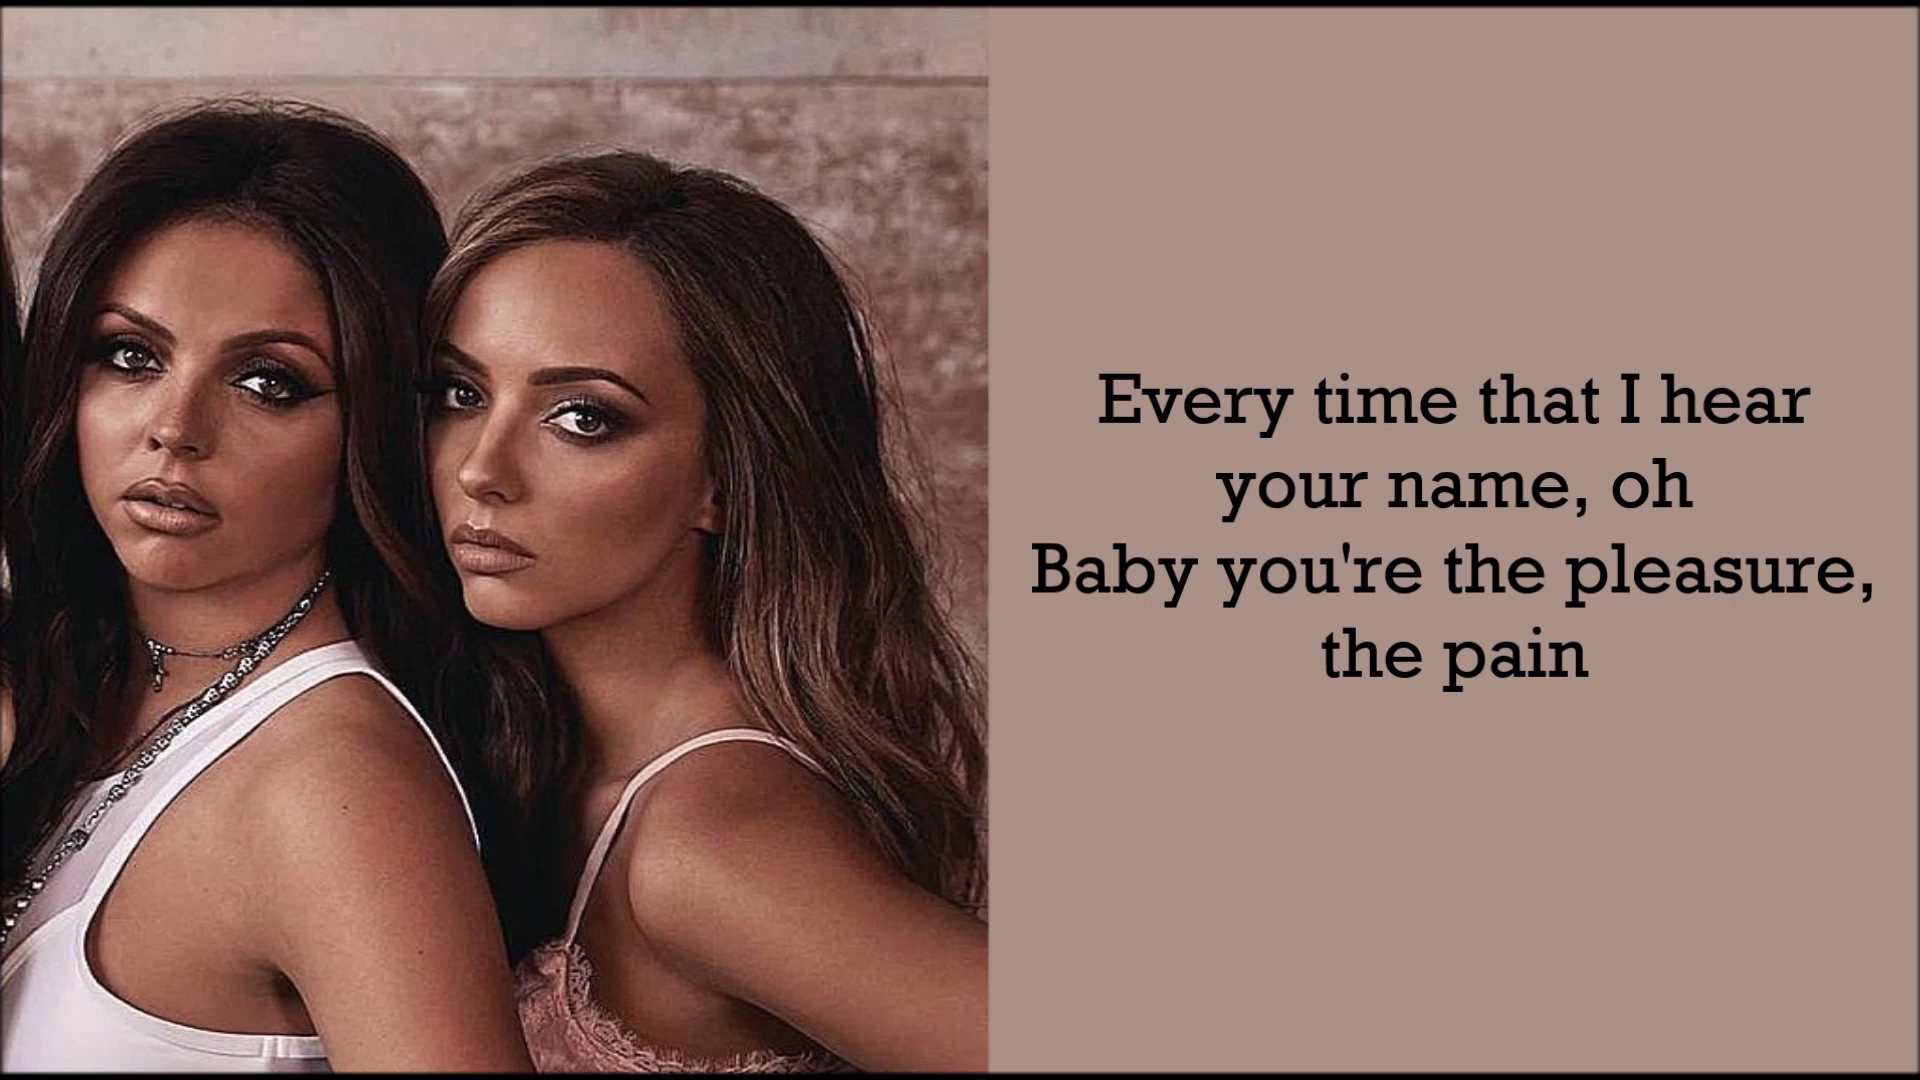 Every time that I hear
your name, oh
Baby you're the pleasure,
the pain